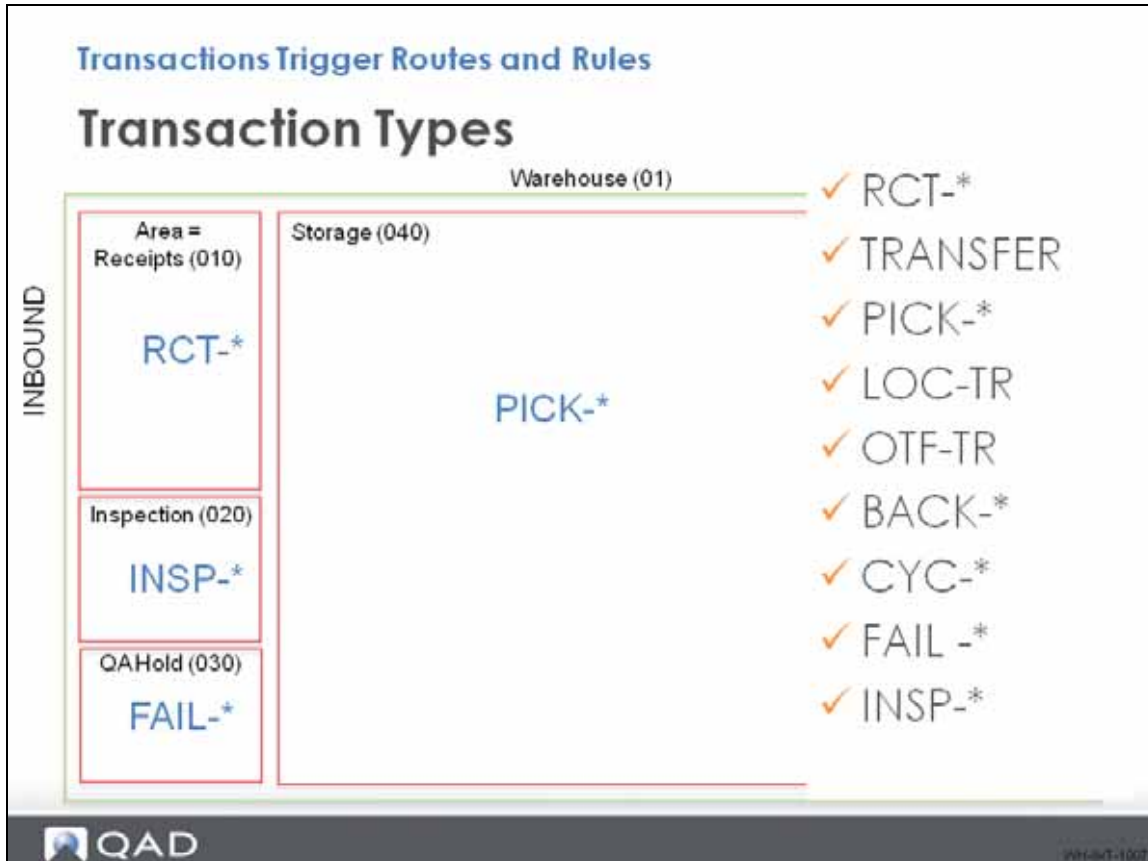 Transactions Trigger Routes and Rules
Transaction Types
Warehouse (01)
INBOUND
Area =
Receipts (010)
RCT-*
Inspection (020)
INSP-*
QAHold (030)
FAIL-*
Storage (040)
PICK-*
✓ RCT-*
✓ TRANSFER
✓ PICK-*
✓ LOC-TR
✓ OTF-TR
✓ BACK-*
✓ CYC-*
✓ FAIL -*
✓ INSP-*
QAD